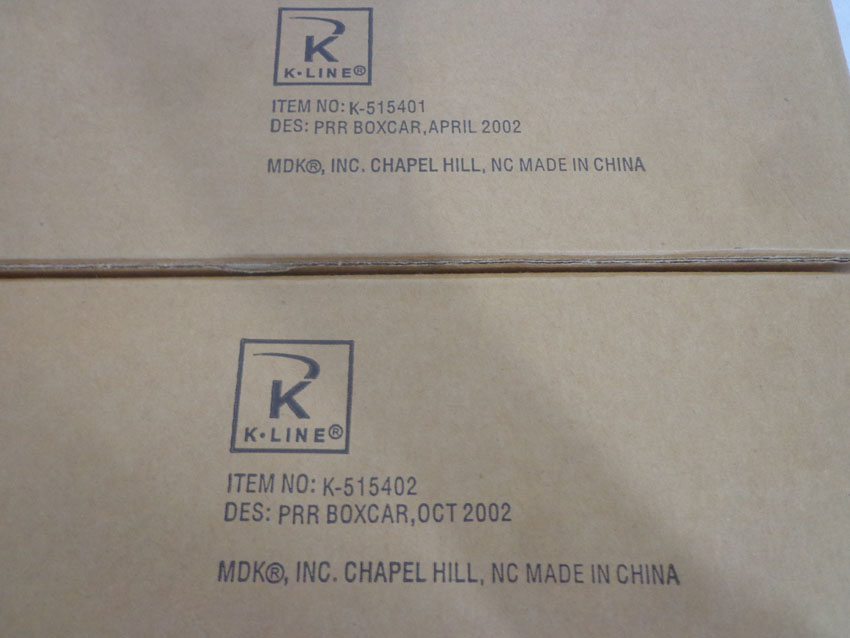 K
K•LINE®
ITEM NO: K-515401
DES: PRR BOXCAR,APRIL 2002
MDK®, INC. CHAPEL HILL, NC MADE IN CHINA
K
K•LINE®
ITEM NO: K-515402
DES: PRR BOXCAR,OCT 2002
MDK®, INC. CHAPEL HILL, NC MADE IN CHINA